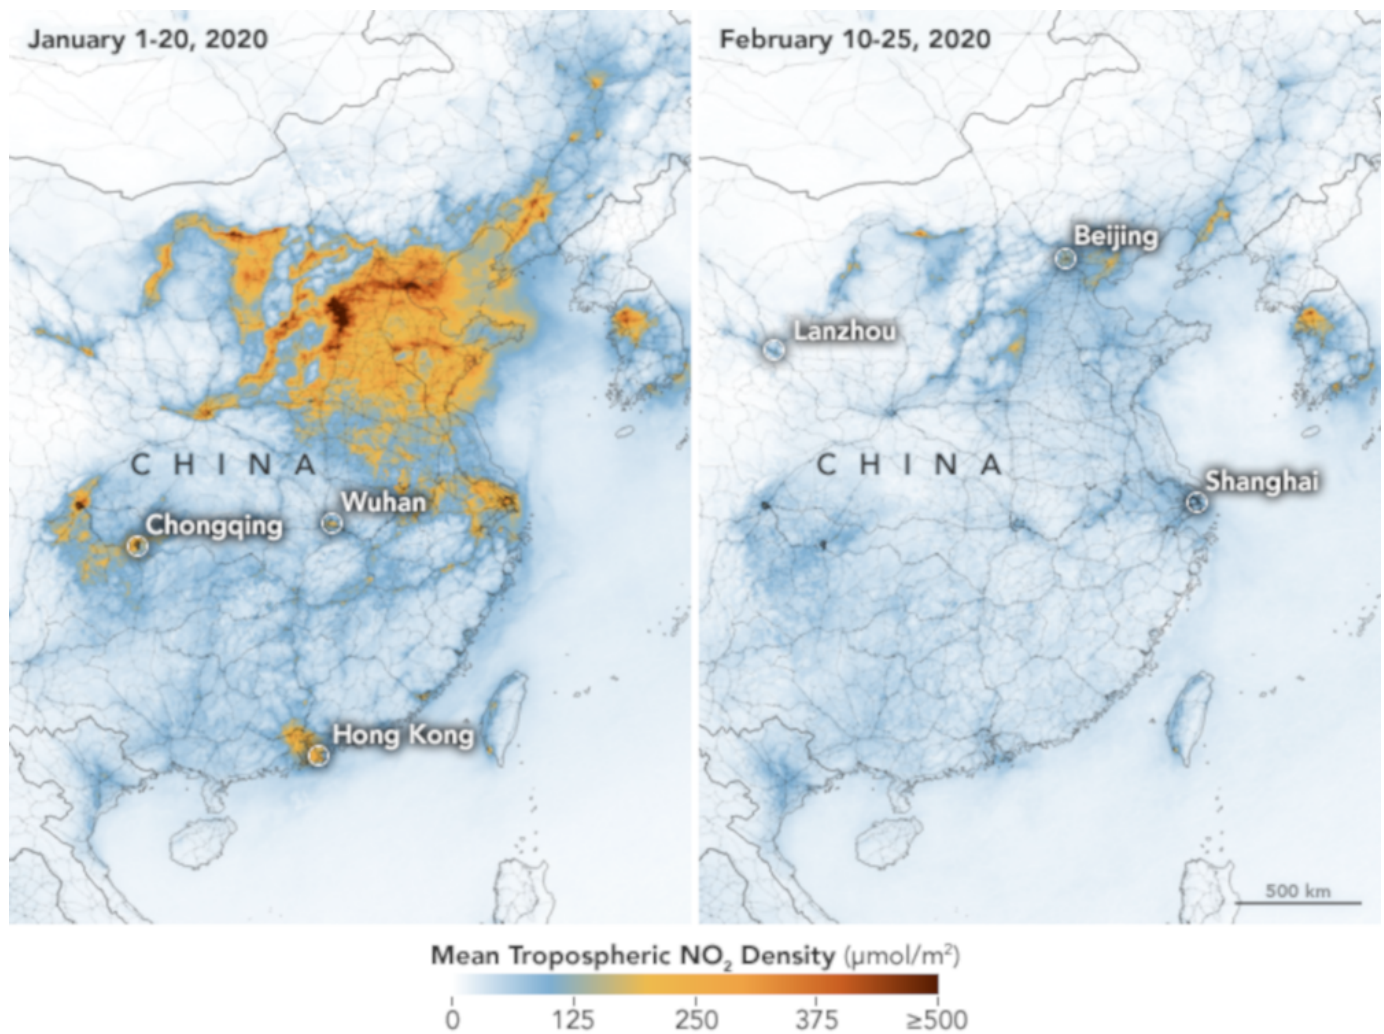 January 1-20, 2020
February 10-25, 2020
Beijing
Lanzhou
CHINA
CHINA
Shanghai
Wuhan
Chongqing
Hong Kong
500 km
Mean Tropospheric NO₂ Density (µmol/m²)
0 125 250 375 ≥500